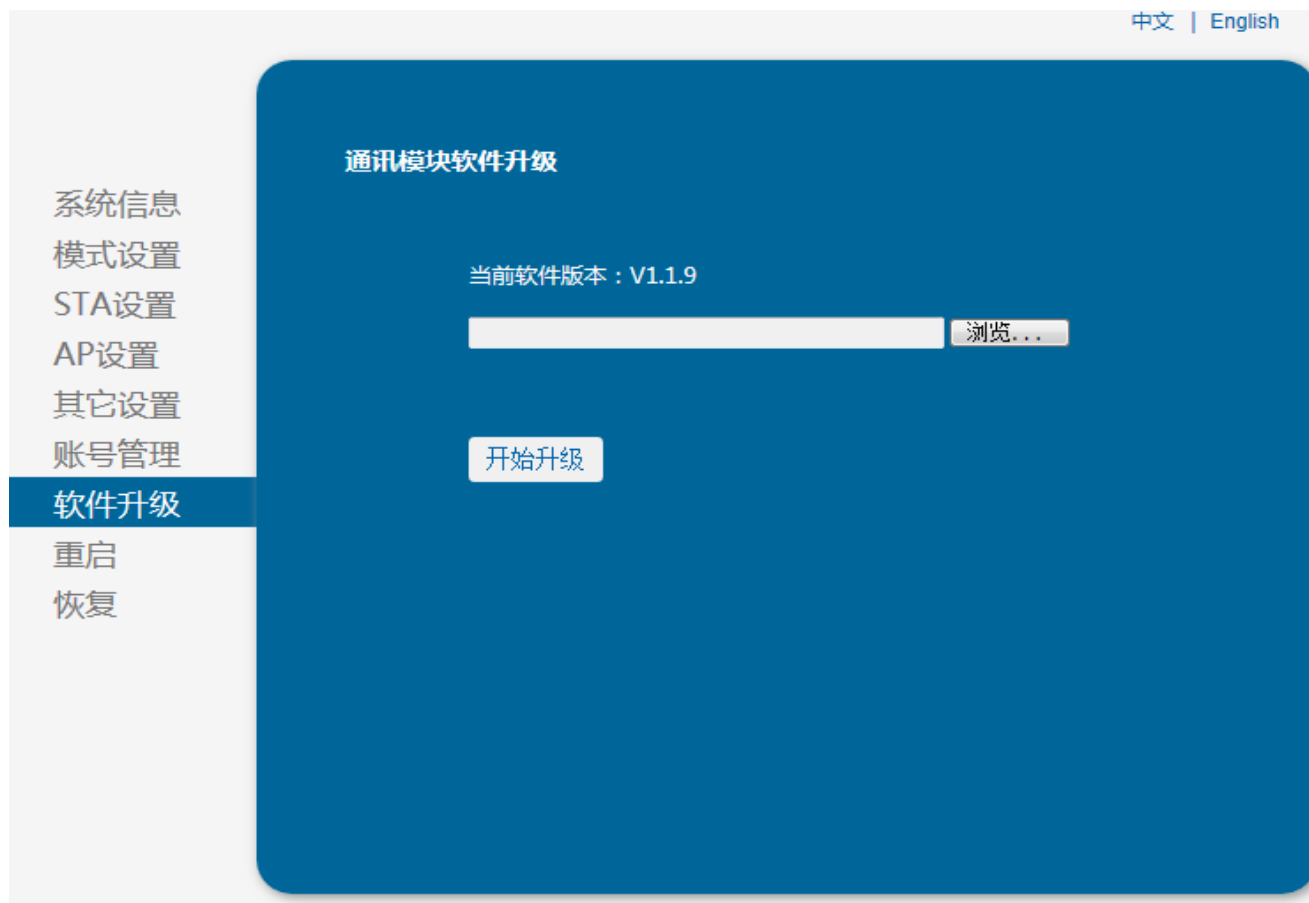 中文 | English
通讯模块软件升级
系统信息
模式设置
STA设置
AP设置
其它设置
账号管理
软件升级
重启
恢复
当前软件版本：V1.1.9
浏览...
开始升级